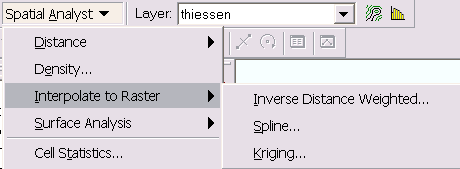 Spatial Analyst Layer: thiessen
Distance
Density...
Interpolate to Raster
Inverse Distance Weighted...
Surface Analysis
Spline...
Cell Statistics...
Kriging...